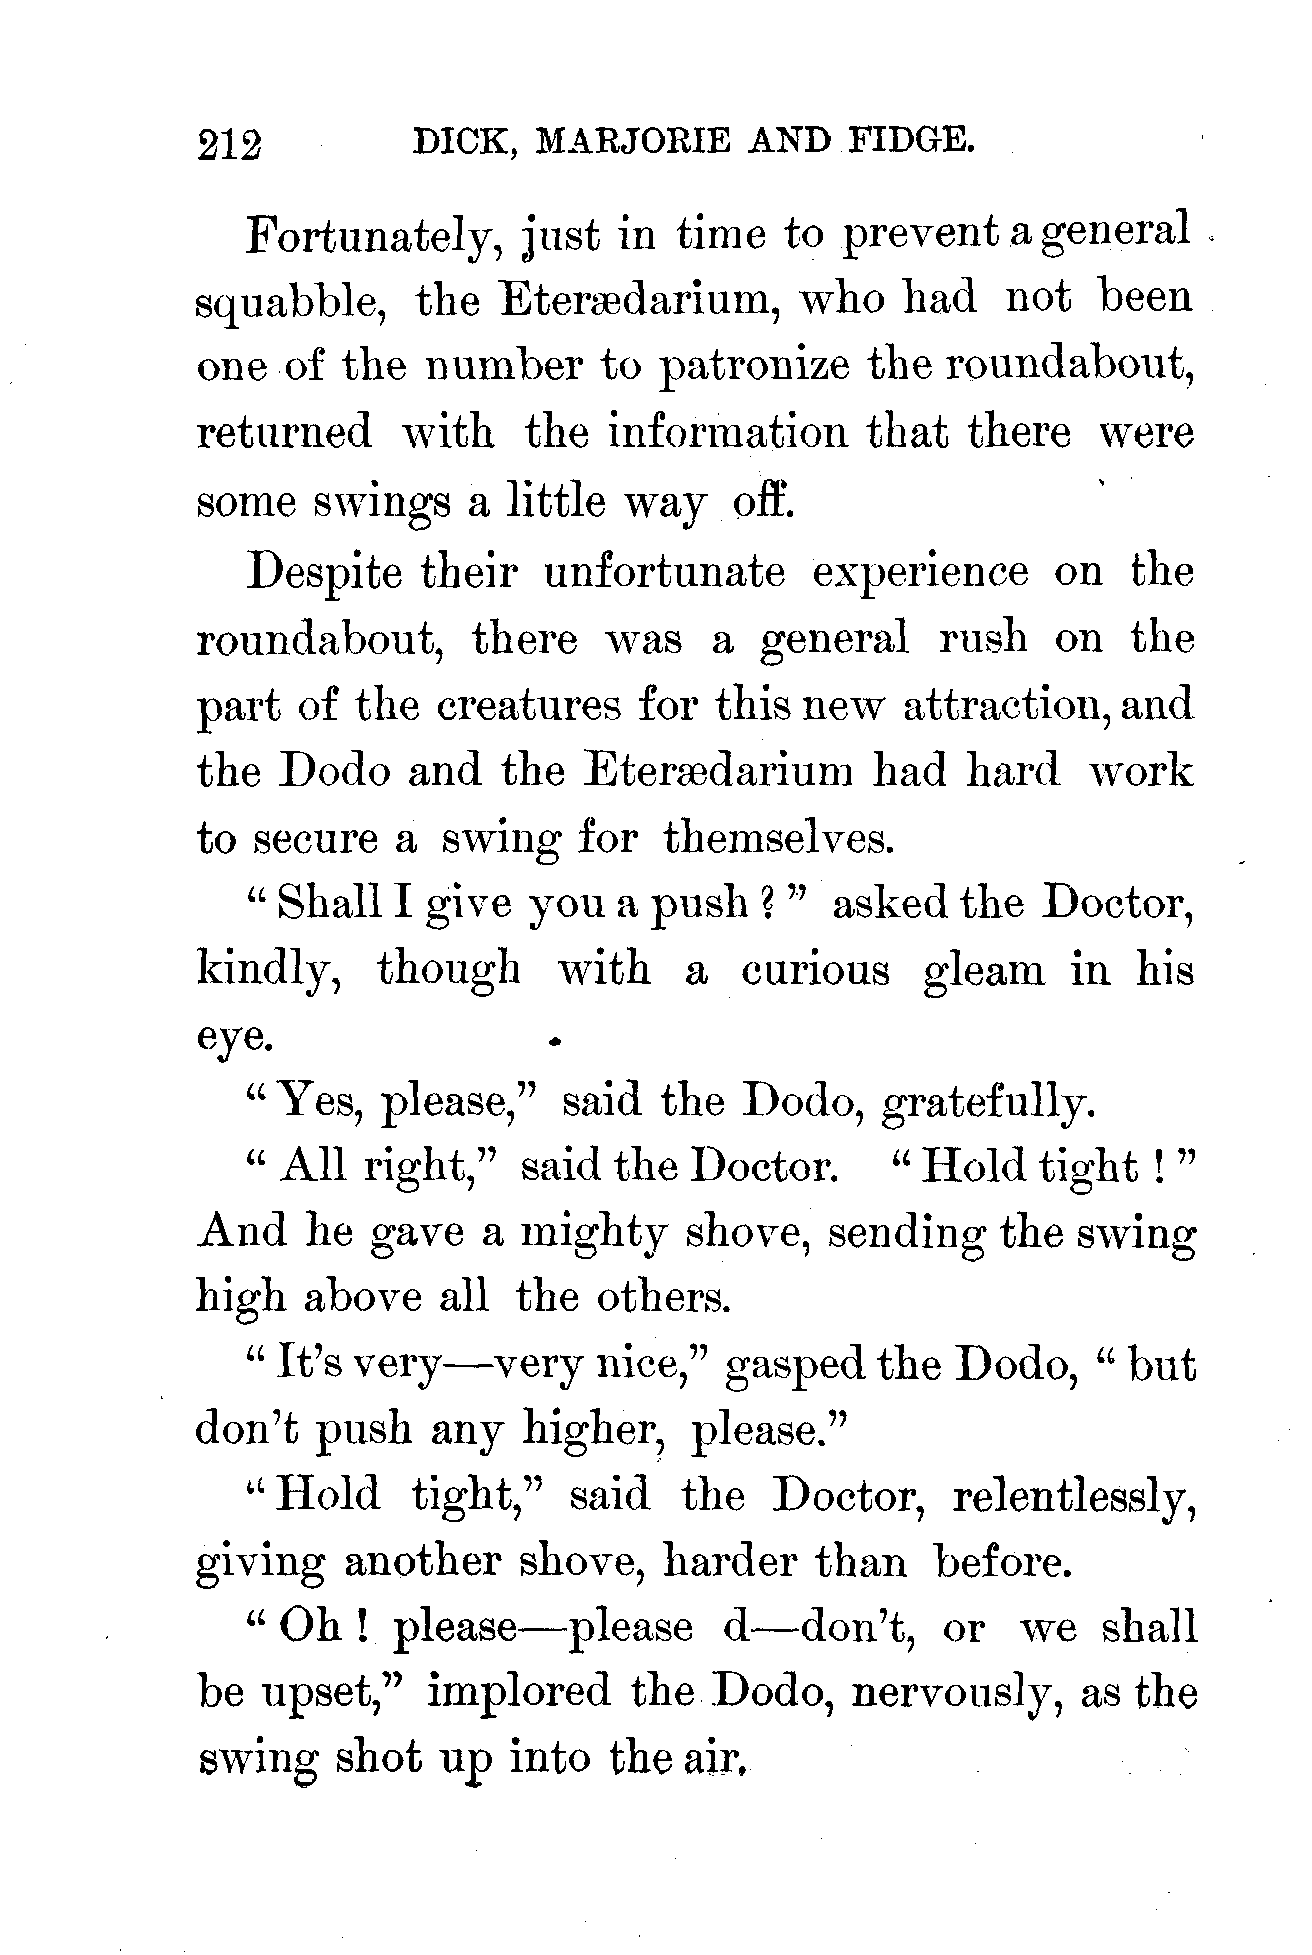 212 DICK, MARJORIE AND FIDGE.
Fortunately, just in time to prevent a general
squabble, the Eteræedarium, who had not been
one of the number to patronize the roundabout,
returned with the information that there were
some swings a little way off.
Despite their unfortunate experience on the
roundabout, there was a general rush on the
part of the creatures for this new attraction, and
the Dodo and the Eteræedarium had hard work
to secure a swing for themselves.
“ Shall I give you a push ? ” asked the Doctor,
kindly, though with a curious gleam in his
eye.
“ Yes, please,” said the Dodo, gratefully.
“ All right,” said the Doctor. “ Hold tight ! ”
And he gave a mighty shove, sending the swing
high above all the others.
“ It’s very—very nice,” gasped the Dodo, “ but
don’t push any higher, please.”
“ Hold tight,” said the Doctor, relentlessly,
giving another shove, harder than before.
“ Oh ! please—please d—don’t, or we shall
be upset,” implored the Dodo, nervously, as the
swing shot up into the air.